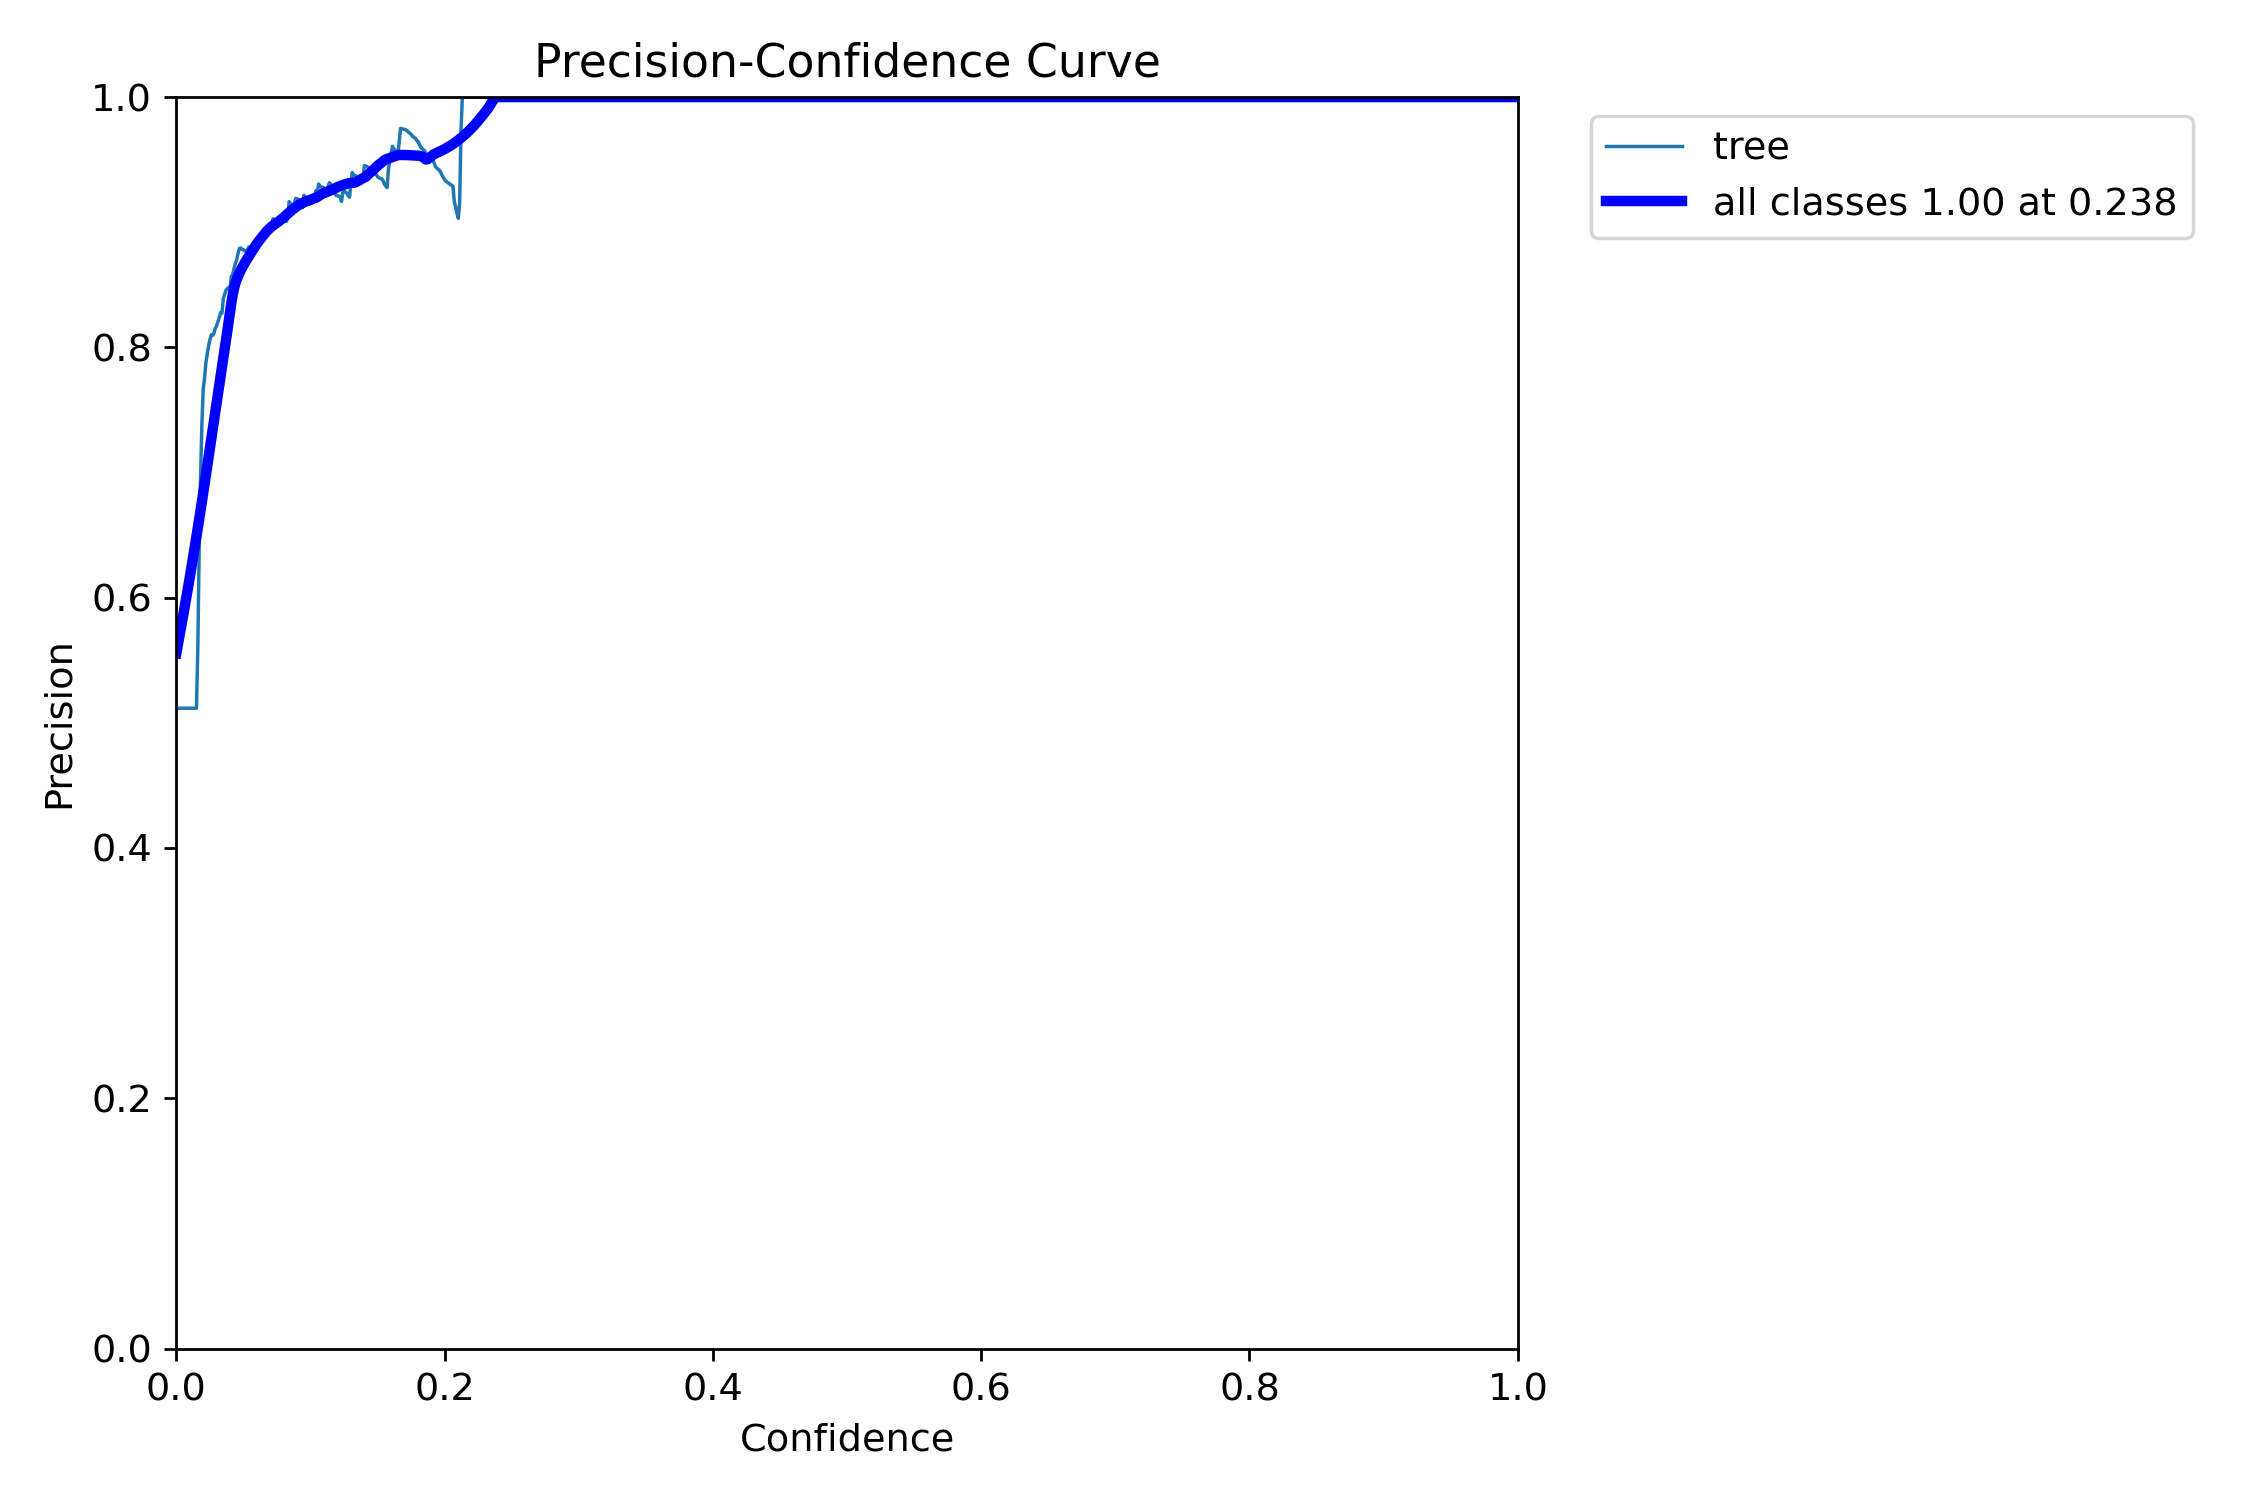 Precision-Confidence Curve
tree
all classes 1.00 at 0.238
1.0
0.8
0.6
0.4
0.2
0.0
Precision
0.0 0.2 0.4 0.6 0.8 1.0
Confidence